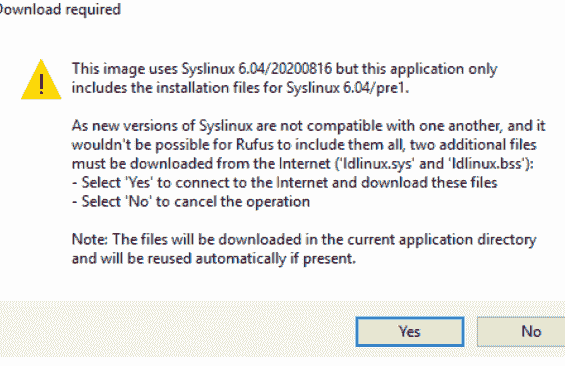 Download required
This image uses Syslinux 6.04/20200816 but this application only
includes the installation files for Syslinux 6.04/pre1.
As new versions of Syslinux are not compatible with one another, and it
wouldn't be possible for Rufus to include them all, two additional files
must be downloaded from the Internet ('ldlinux.sys' and 'ldlinux.bss'):
- Select 'Yes' to connect to the Internet and download these files
- Select 'No' to cancel the operation
Note: The files will be downloaded in the current application directory
and will be reused automatically if present.
Yes
No